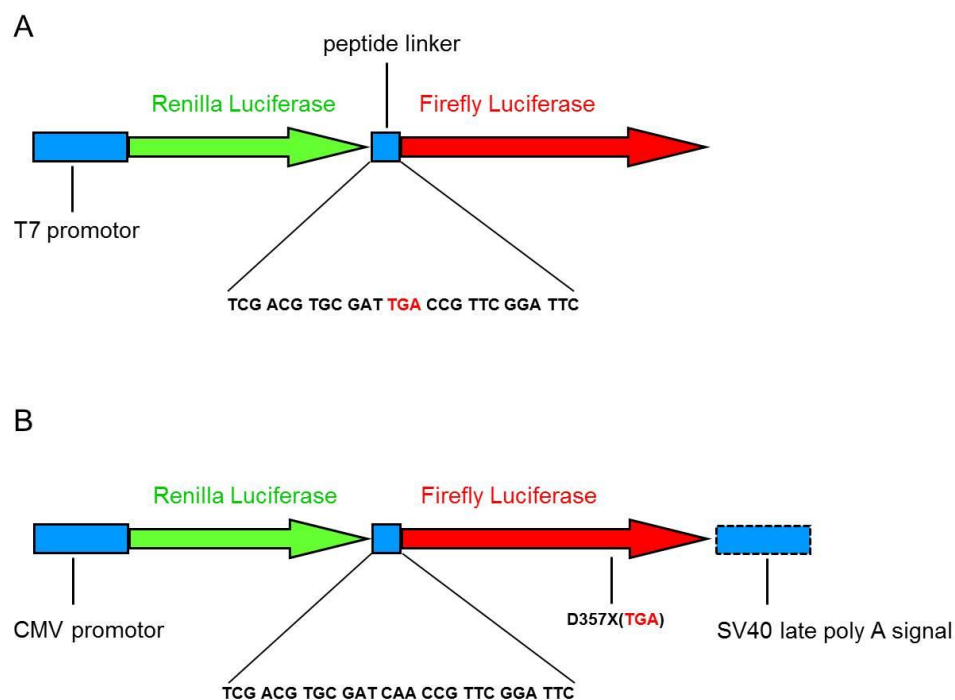 A
peptide linker
Renilla Luciferase
Firefly Luciferase
T7 promotor
TCG ACG TGC GAT TGA CCG TTC GGA TTC
B
Renilla Luciferase
Firefly Luciferase
D357X(TGA)
CMV promotor
SV40 late poly A signal
TCG ACG TGC GAT CAA CCG TTC GGA TTC